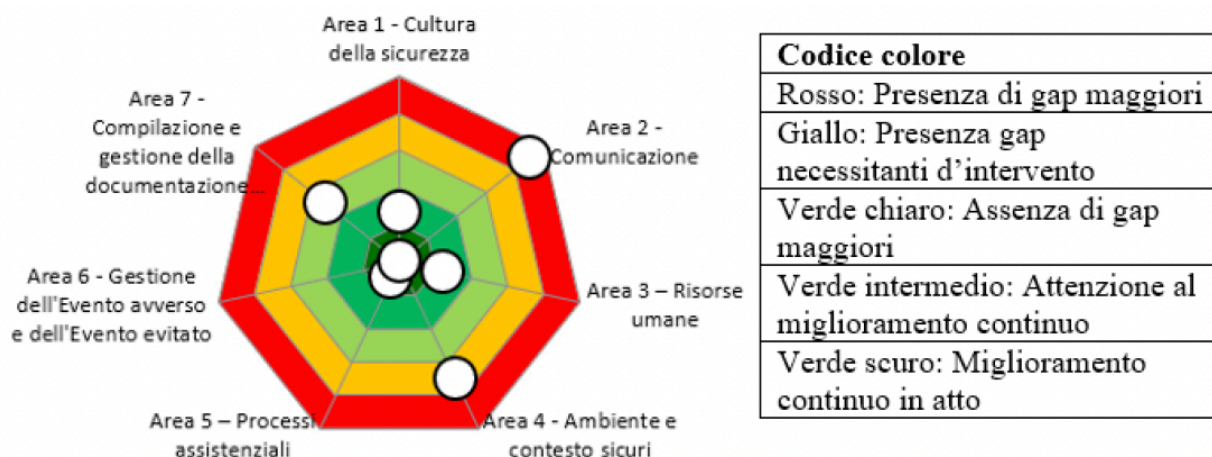 Area 1 - Cultura
della sicurezza
Area 2 -
Comunicazione
Area 3 – Risorse
umane
Area 4 - Ambiente e
contesto sicuri
Area 5 – Processi
assistenziali
Area 6 - Gestione
dell'Evento avverso
e dell'Evento evitato
Area 7 -
Compilazione e
gestione della
documentazione...
Codice colore
Rosso: Presenza di gap maggiori
Giallo: Presenza gap
necessitanti d’intervento
Verde chiaro: Assenza di gap
maggiori
Verde intermedio: Attenzione al
miglioramento continuo
Verde scuro: Miglioramento
continuo in atto